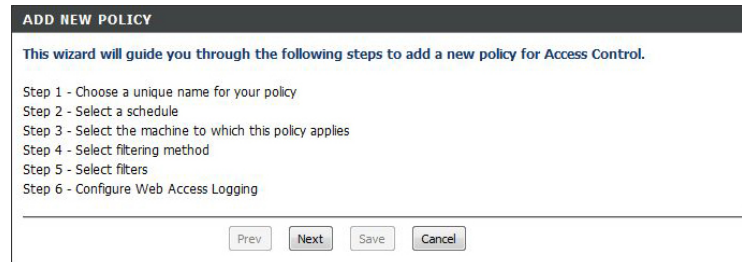 ADD NEW POLICY
This wizard will guide you through the following steps to add a new policy for Access Control.
Step 1 - Choose a unique name for your policy
Step 2 - Select a schedule
Step 3 - Select the machine to which this policy applies
Step 4 - Select filtering method
Step 5 - Select filters
Step 6 - Configure Web Access Logging
Prev Next Save Cancel